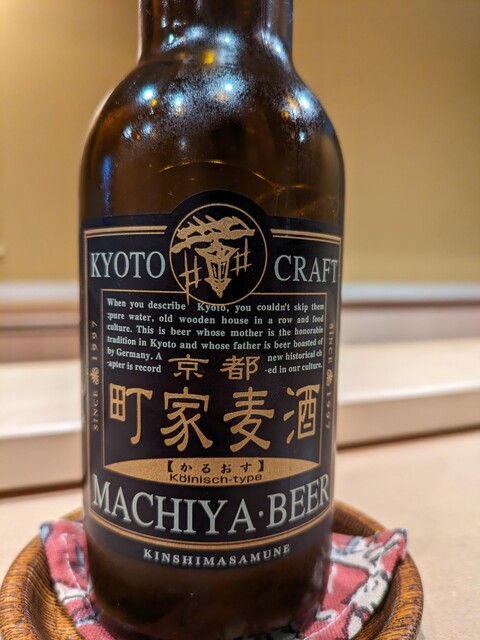 KYOTO CRAFT
When you describe Kyoto, you couldn't skip them
:pure water, old wooden house in a row and food
culture. This is beer whose mother is the honorable
tradition in Kyoto and whose father is beer boasted of
by Germany. A new historical ch
-apter is record -ed in our culture.
京都
町家麦酒
【かるおす】
Kölnisch-type
MACHIYA·BEER
KINSHIMASAMUNE
SINCE 1997
SINCE 1997